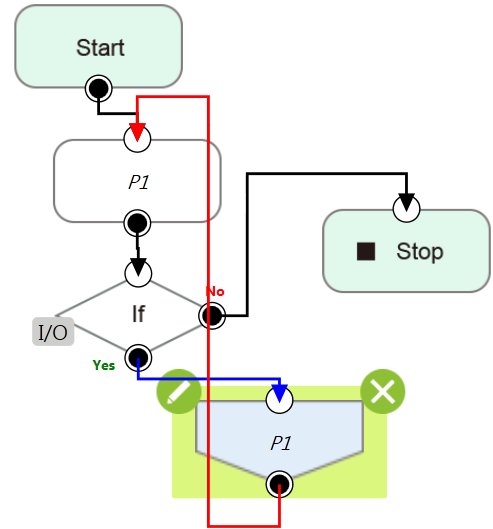 Start
P1
No
If
I/O
Stop
Yes
P1